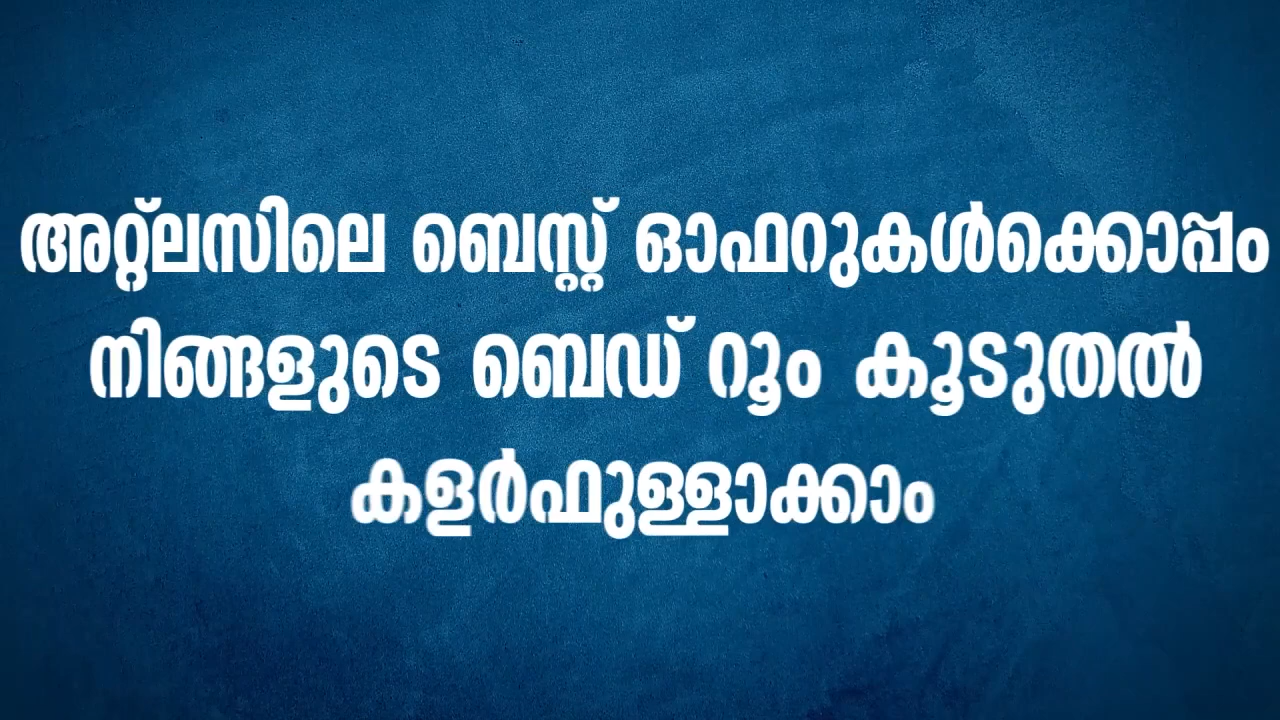 അറ്റ്ലസിലെ ബെസ്റ്റ് ഓഫറുകൾക്കൊപ്പം
നിങ്ങളുടെ ബെഡ് റൂം കൂടുതൽ
കളർഫുള്ളാക്കാം